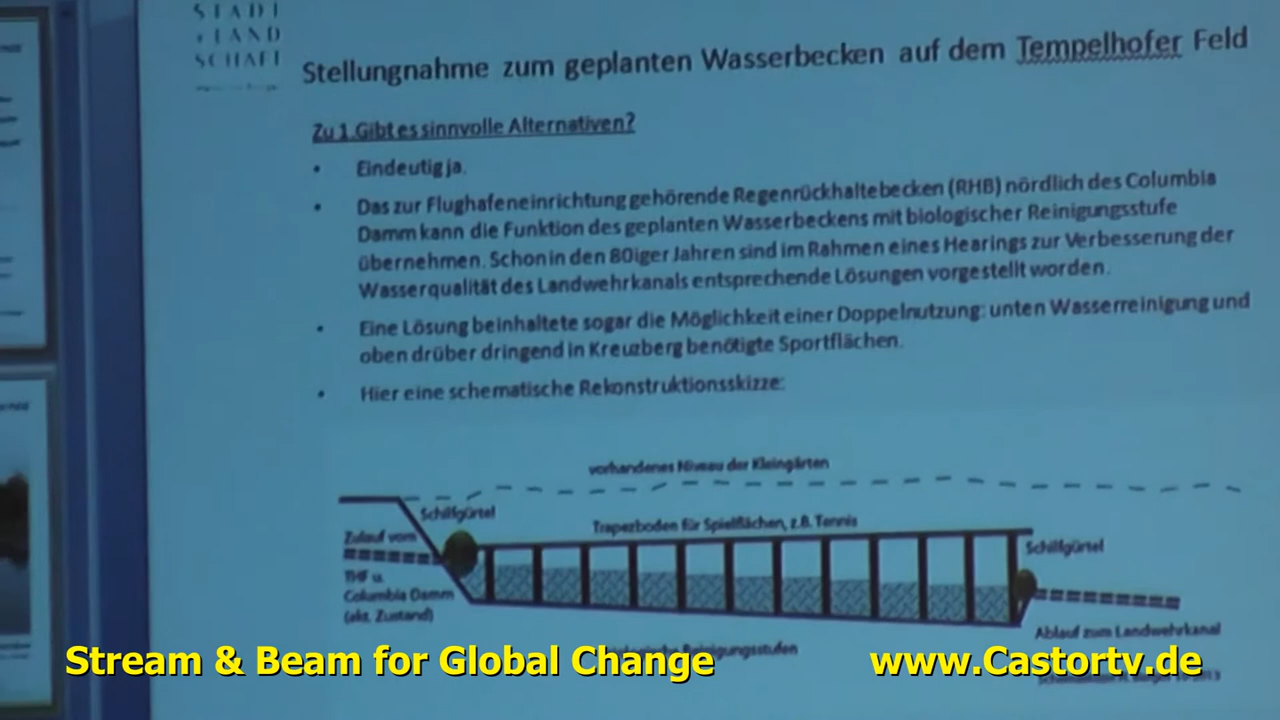 STADT
+ LAND
SCHAFT
Stellungnahme zum geplanten Wasserbecken auf dem Tempelhofer Feld
Zu 1.Gibt es sinnvolle Alternativen?
• Eindeutig ja.
• Das zur Flughafeneinrichtung gehörende Regenrückhaltebecken (RHB) nördlich des Columbia
Damm kann die Funktion des geplanten Wasserbeckens mit biologischer Reinigungsstufe
übernehmen. Schon in den 80iger Jahren sind im Rahmen eines Hearings zur Verbesserung der
Wasserqualität des Landwehrkanals entsprechende Lösungen vorgestellt worden.
• Eine Lösung beinhaltete sogar die Möglichkeit einer Doppelnutzung: unten Wasserreinigung und
oben drüber dringend in Kreuzberg benötigte Sportflächen.
• Hier eine schematische Rekonstruktionsskizze:
vorhandenes Niveau der Kleingärten
Schilfgürtel
Trapezboden für Spielflächen, z.B. Tennis
Zulauf vom
THF u.
Columbia Damm
(akt. Zustand)
Schilfgürtel
Ablauf zum Landwehrkanal
Reinigungsstufen
Stream & Beam for Global Change
www.Castortv.de